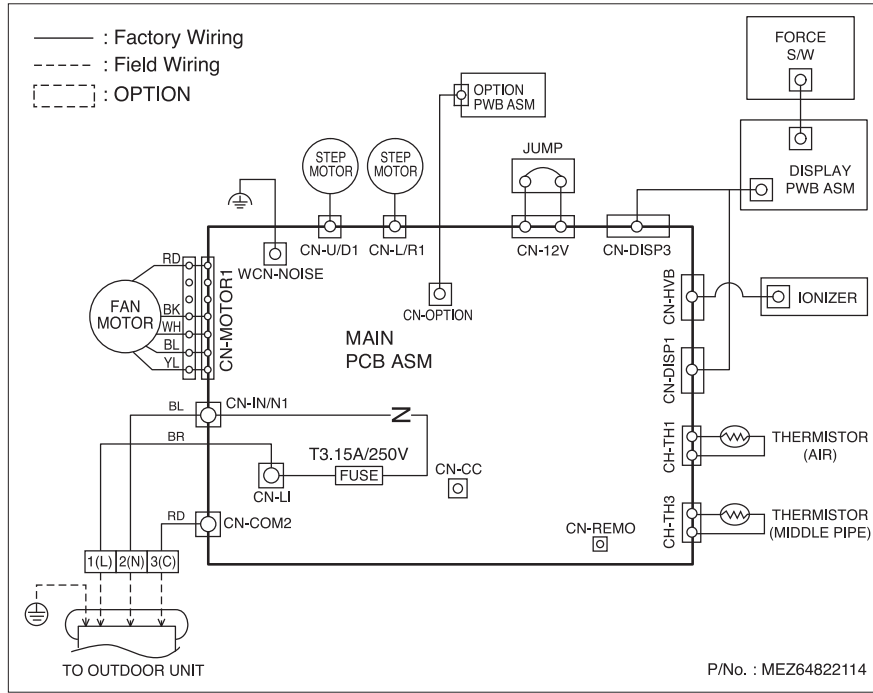 : Factory Wiring
: Field Wiring
: OPTION
FORCE
S/W
OPTION
PWB ASM
DISPLAY
PWB ASM
STEP
MOTOR
STEP
MOTOR
JUMP
CN-U/D1
CN-L/R1
CN-12V
CN-DISP3
WCN-NOISE
RD
BK
WH
BL
YL
FAN
MOTOR
CN-MOTOR1
CN-OPTION
MAIN
PCB ASM
CN-HVB
IONIZER
CN-DISP1
BL
CN-IN/N1
N
BR
T3.15A/250V
FUSE
CN-LI
CN-CC
CH-TH1
THERMISTOR
(AIR)
RD
CN-COM2
CN-REMO
CH-TH3
THERMISTOR
(MIDDLE PIPE)
1(L) 2(N) 3(C)
TO OUTDOOR UNIT
P/No. : MEZ64822114